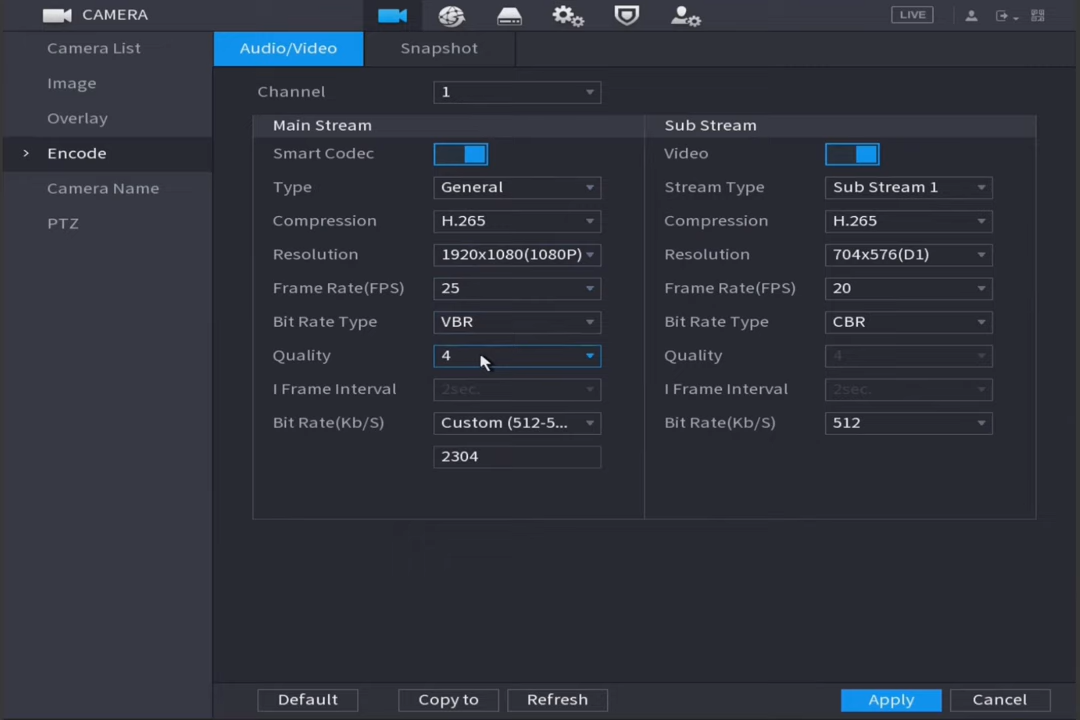 CAMERA
LIVE
Camera List
Image
Overlay
> Encode
Camera Name
PTZ
Audio/Video
Snapshot
Channel 1
Main Stream
Smart Codec
Type General
Compression H.265
Resolution 1920x1080(1080P)
Frame Rate(FPS) 25
Bit Rate Type VBR
Quality 4
I Frame Interval 2sec.
Bit Rate(Kb/S) Custom (512-5...
2304
Sub Stream
Video
Stream Type Sub Stream 1
Compression H.265
Resolution 704x576(D1)
Frame Rate(FPS) 20
Bit Rate Type CBR
Quality 4
I Frame Interval 2sec.
Bit Rate(Kb/S) 512
Default
Copy to
Refresh
Apply
Cancel